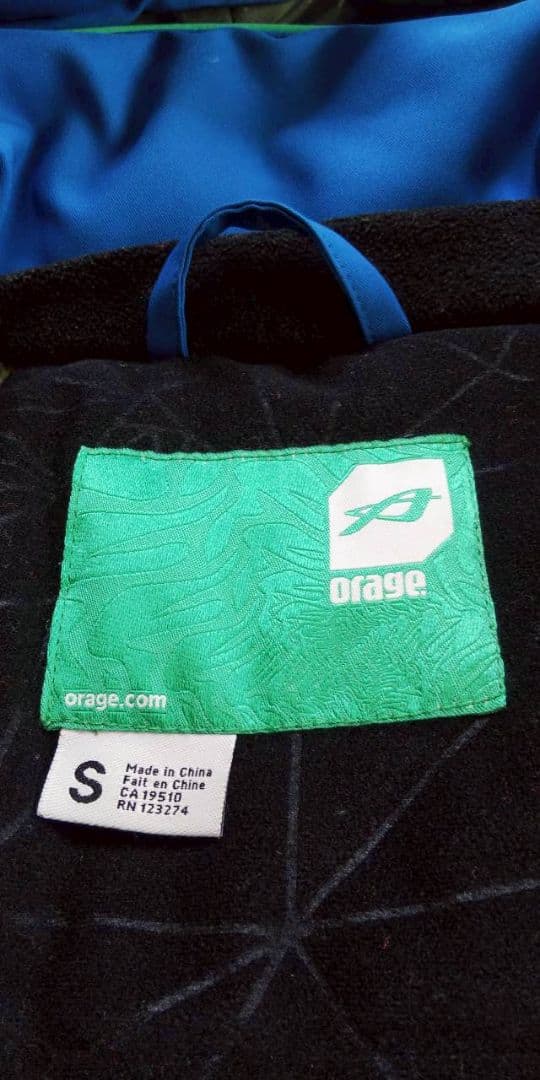 orage
orage.com
S
Made in China
Fait en Chine
CA 19510
RN 123274